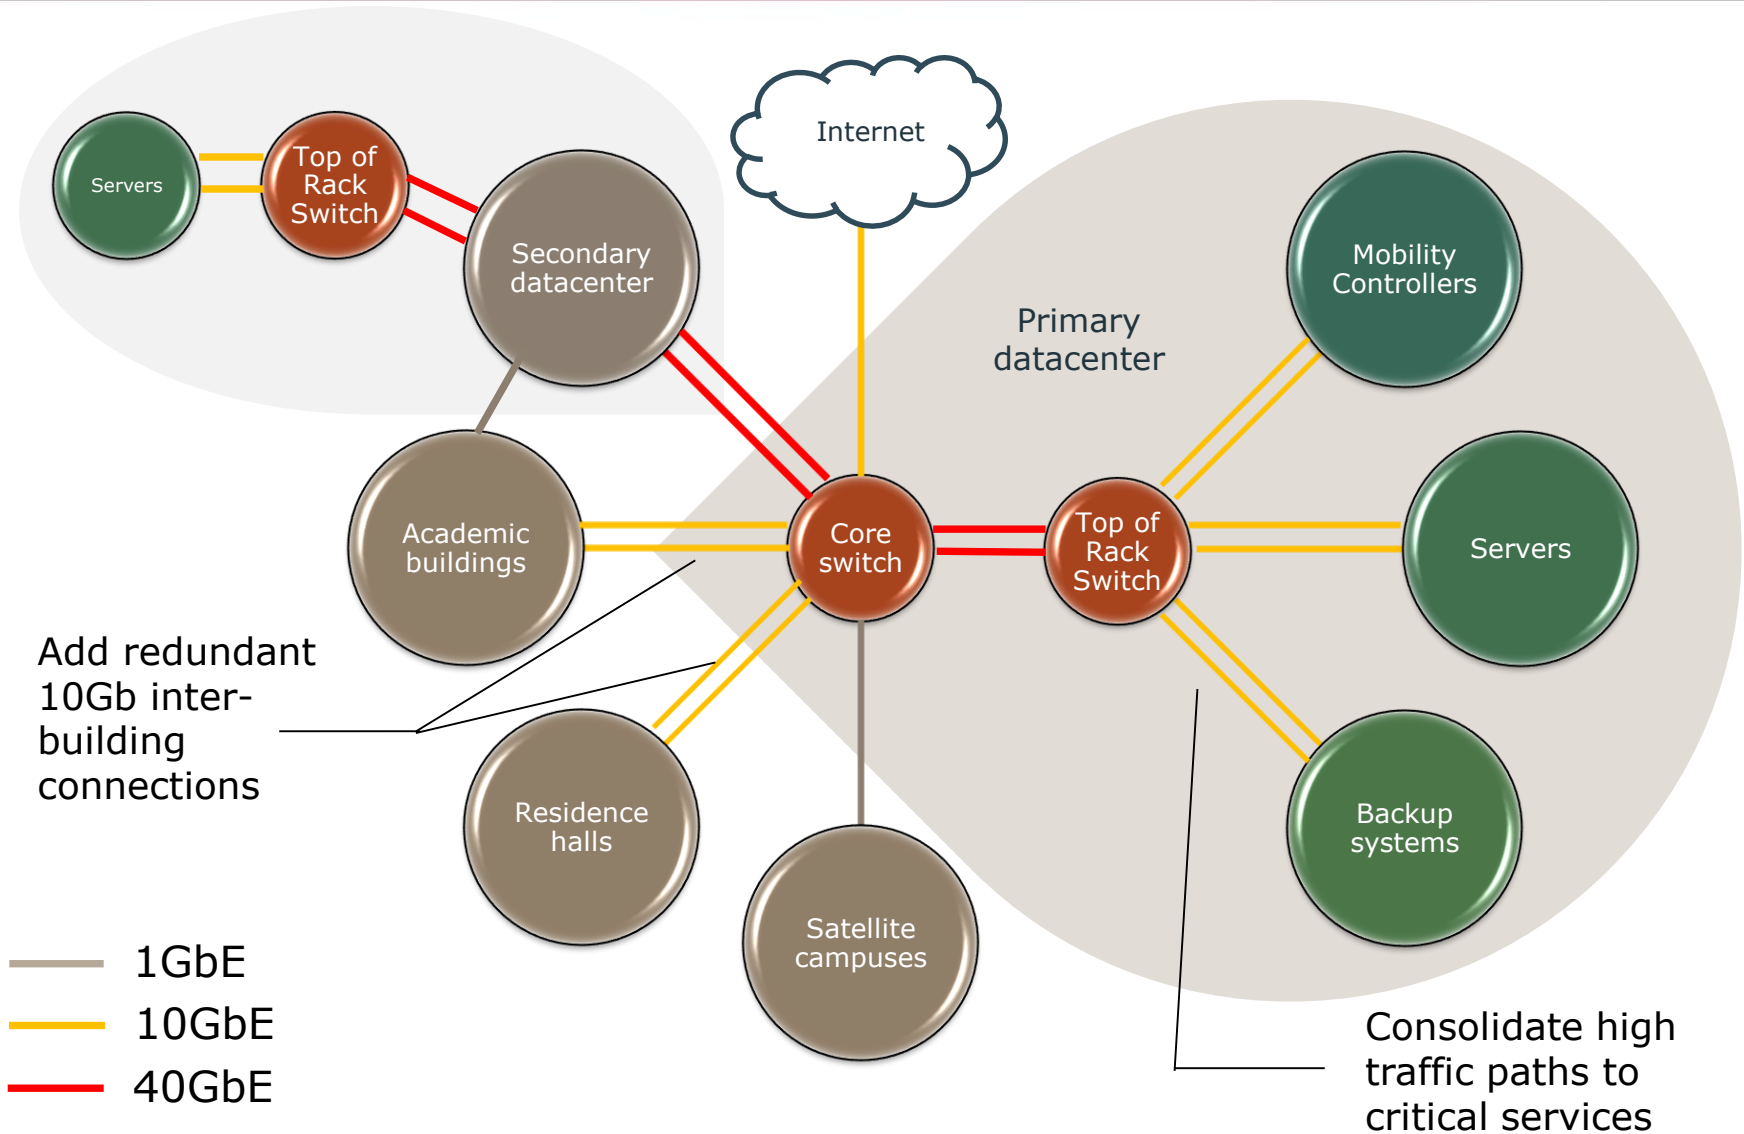 Internet
Servers
Top of
Rack
Switch
Secondary
datacenter
Mobility
Controllers
Primary
datacenter
Academic
buildings
Core
switch
Top of
Rack
Switch
Servers
Add redundant
10Gb inter-
building
connections
Residence
halls
Backup
systems
Satellite
campuses
1GbE
10GbE
40GbE
Consolidate high
traffic paths to
critical services